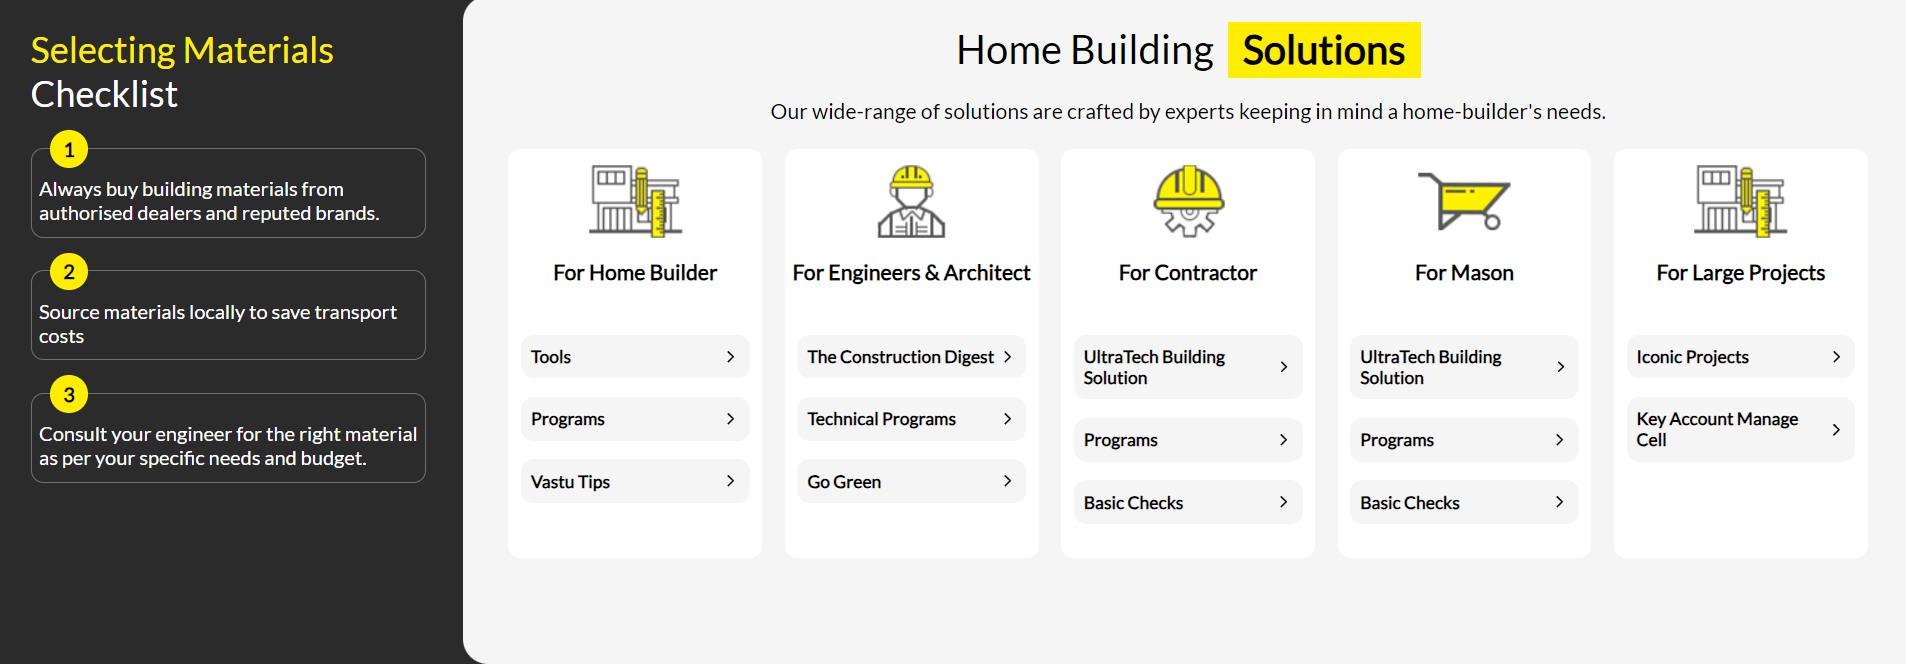 Selecting Materials
Checklist
1
Always buy building materials from
authorised dealers and reputed brands.
2
Source materials locally to save transport
costs
3
Consult your engineer for the right material
as per your specific needs and budget.
Home Building Solutions
Our wide-range of solutions are crafted by experts keeping in mind a home-builder's needs.
For Home Builder
Tools
Programs
Vastu Tips
For Engineers & Architect
The Construction Digest
Technical Programs
Go Green
For Contractor
UltraTech Building
Solution
Programs
Basic Checks
For Mason
UltraTech Building
Solution
Programs
Basic Checks
For Large Projects
Iconic Projects
Key Account Manage
Cell